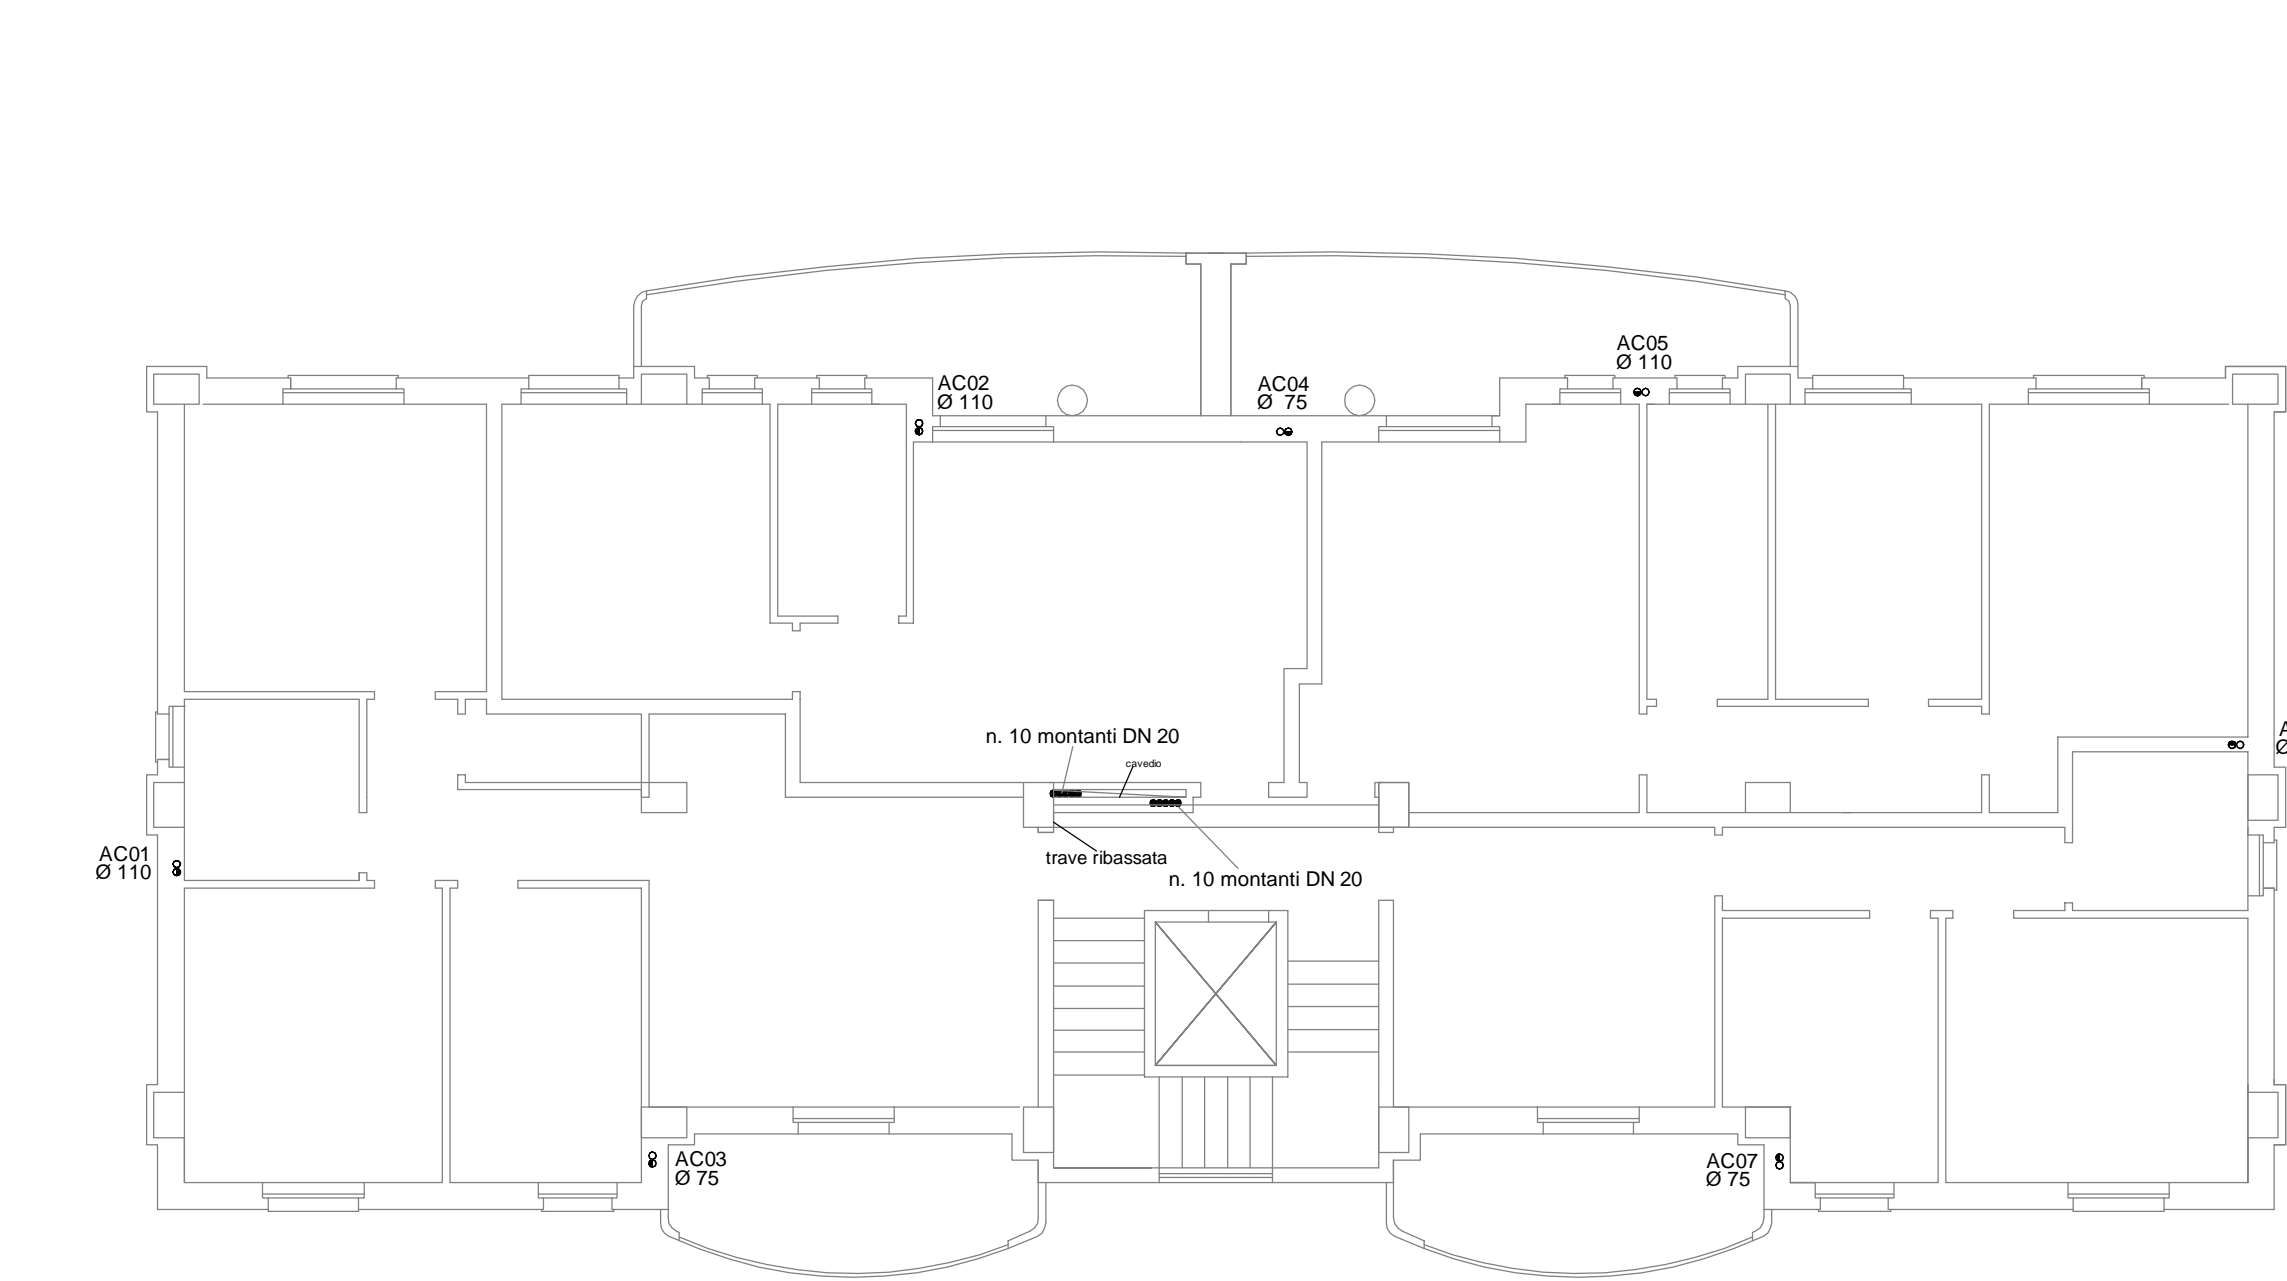 AC05
Ø 110
AC02
Ø 110
AC04
Ø 75
n. 10 montanti DN 20
cavedio
trave ribassata
n. 10 montanti DN 20
AC01
Ø 110
AC03
Ø 75
AC07
Ø 75